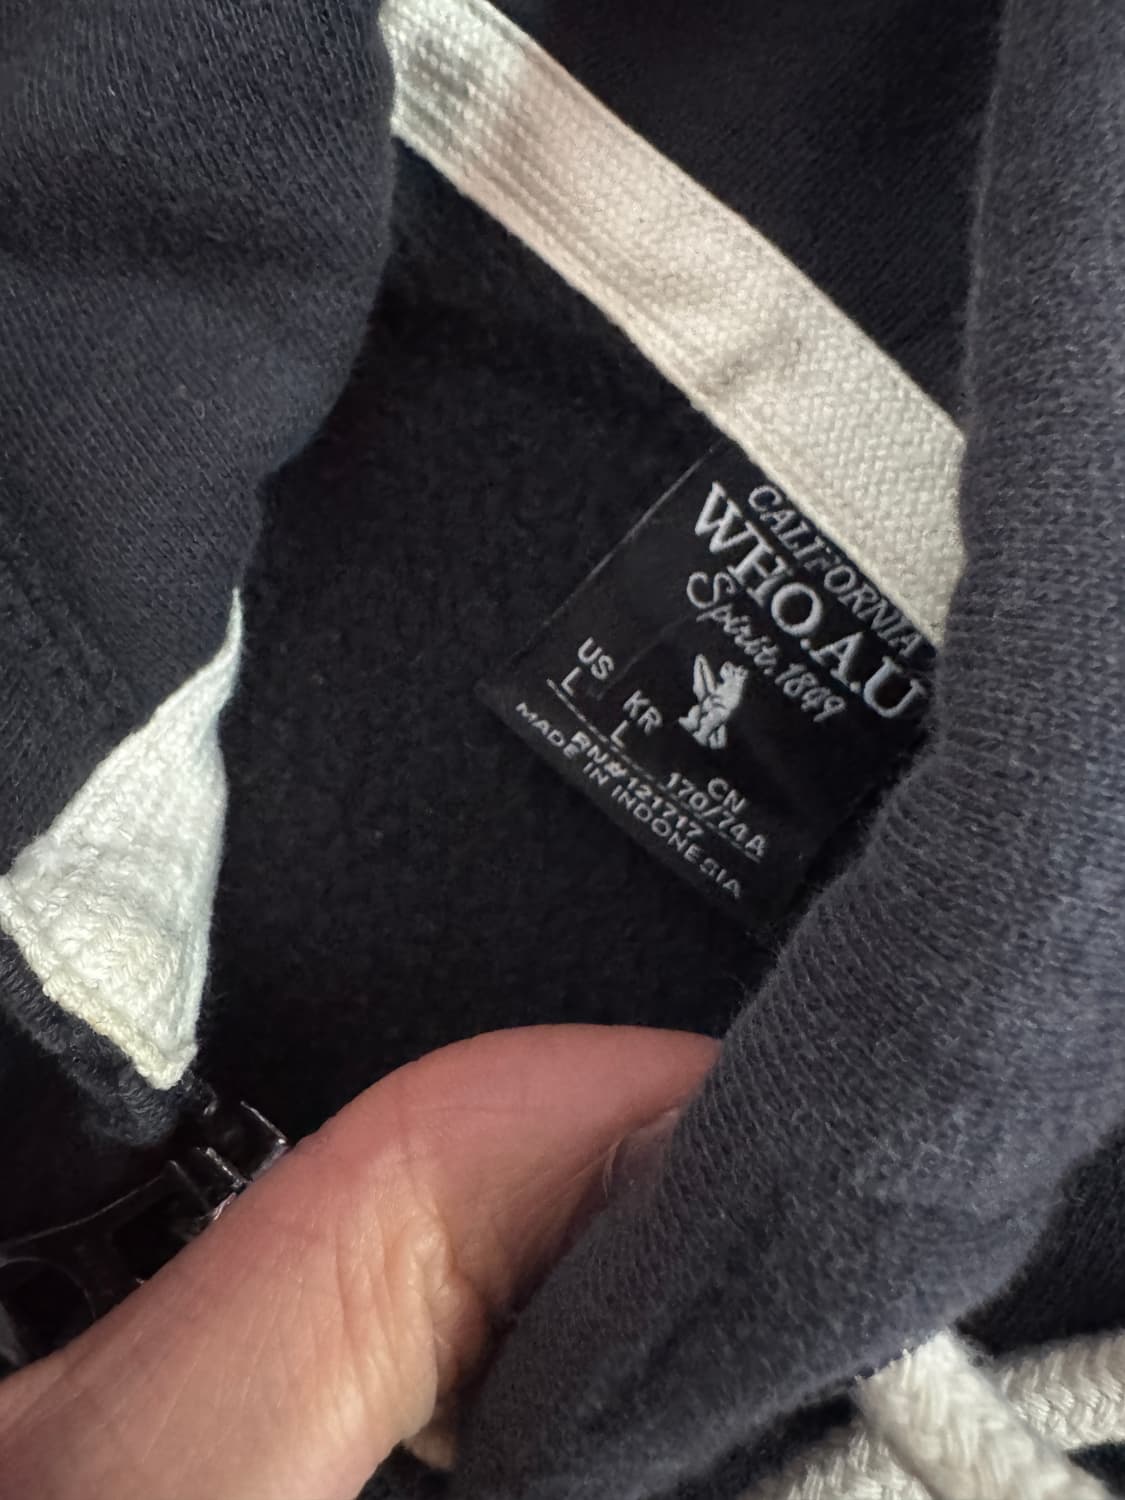 CALIFORNIA
WHO.A.U
Spirit. 1849
US KR CN
L L 170/74A
RN#121717
MADE IN INDONESIA